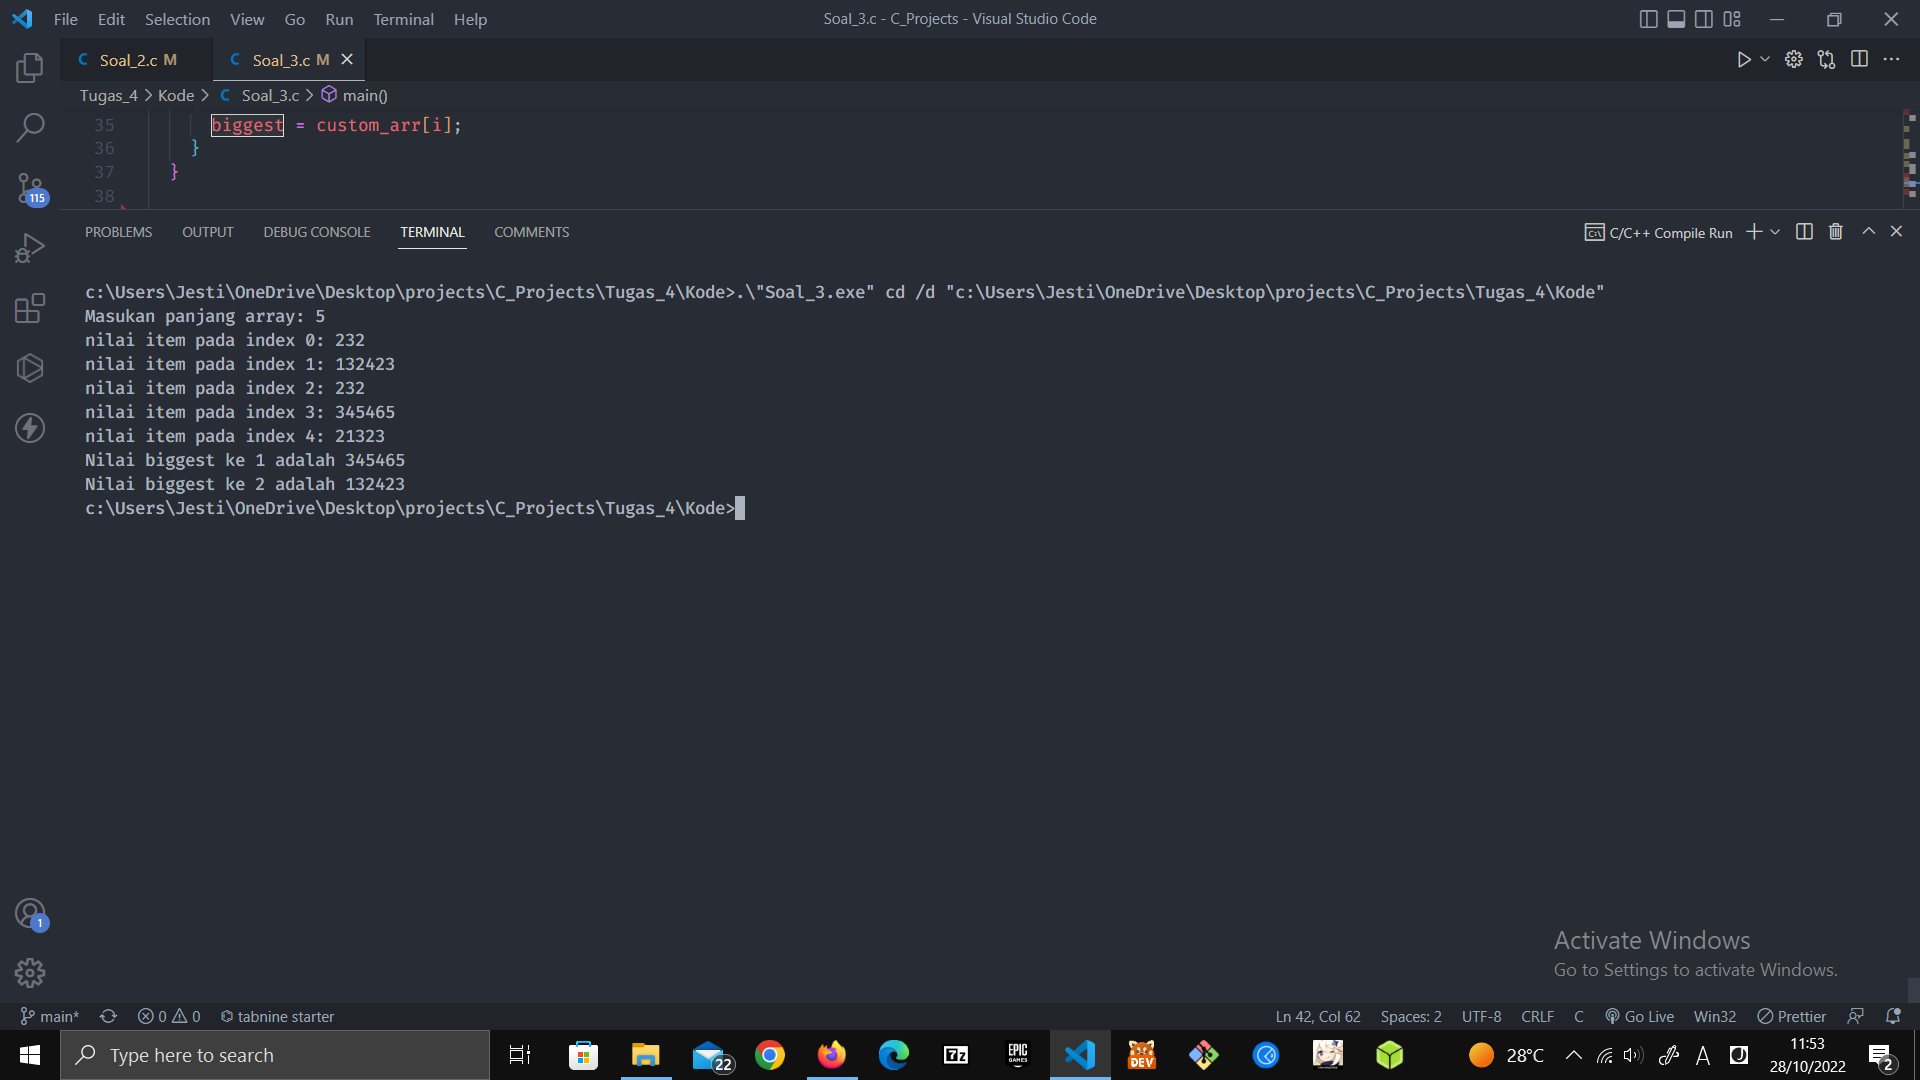 File Edit Selection View Go Run Terminal Help
Soal_3.c - C_Projects - Visual Studio Code
C Soal_2.c M
C Soal_3.c M
Tugas_4 > Kode > C Soal_3.c > main()
35 biggest = custom_arr[i];
36 }
37 }
38
115
PROBLEMS OUTPUT DEBUG CONSOLE TERMINAL COMMENTS
C/C++ Compile Run
c:\Users\Jesti\OneDrive\Desktop\projects\C_Projects\Tugas_4\Kode>.\"Soal_3.exe" cd /d "c:\Users\Jesti\OneDrive\Desktop\projects\C_Projects\Tugas_4\Kode"
Masukan panjang array: 5
nilai item pada index 0: 232
nilai item pada index 1: 132423
nilai item pada index 2: 232
nilai item pada index 3: 345465
nilai item pada index 4: 21323
Nilai biggest ke 1 adalah 345465
Nilai biggest ke 2 adalah 132423
c:\Users\Jesti\OneDrive\Desktop\projects\C_Projects\Tugas_4\Kode>
1
Activate Windows
Go to Settings to activate Windows.
main* 0 0 tabnine starter
Ln 42, Col 62 Spaces: 2 UTF-8 CRLF C Go Live Win32 Prettier
Type here to search
22
7z
EPIC GAMES
DEV
28°C
A
11:53
28/10/2022
2